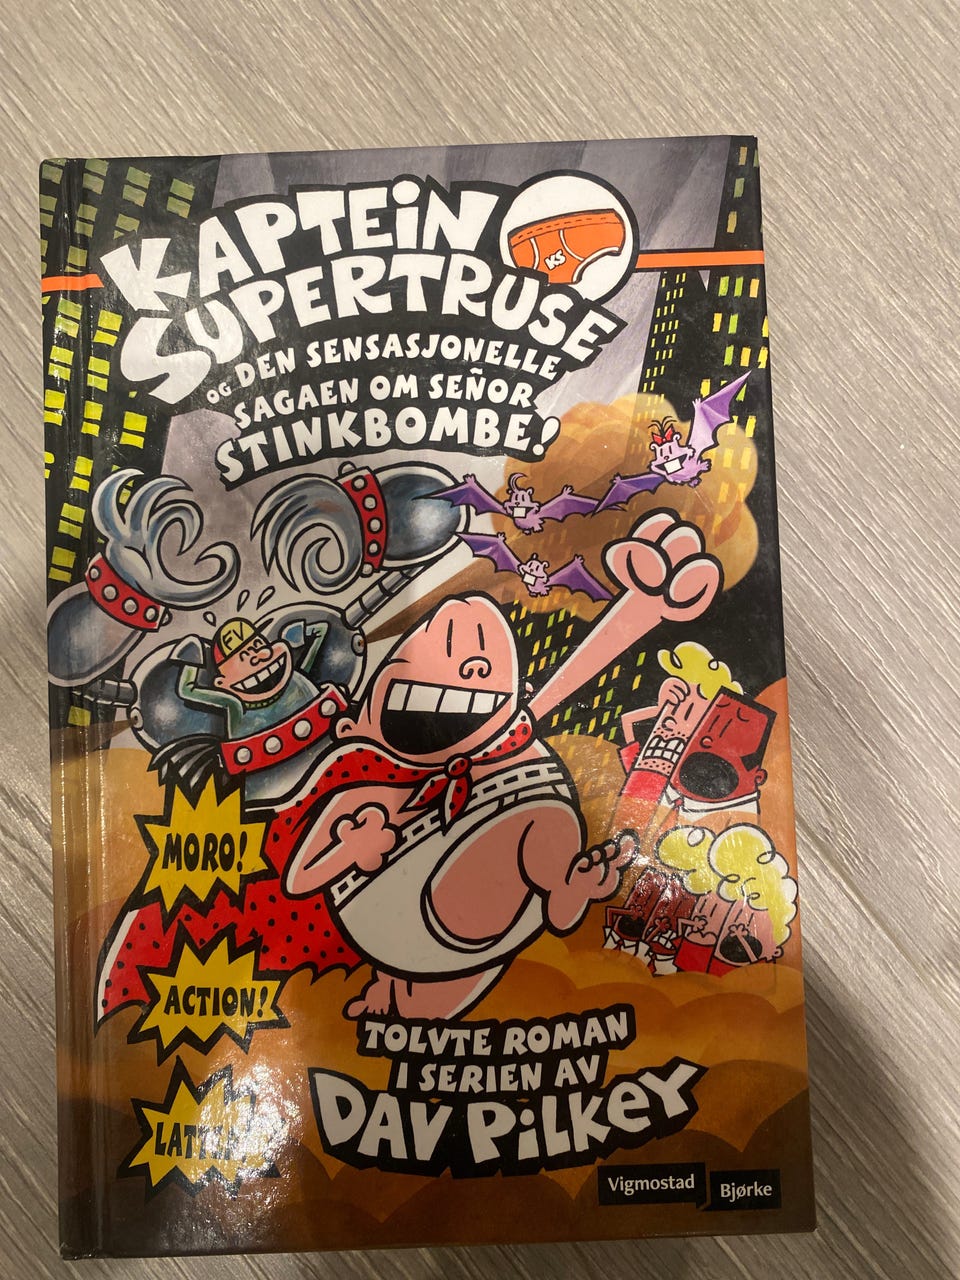 KAPTEiN
SUPERTRUSE
KS
OG DEN SENSASJONELLE
SAGAEN OM SEÑOR
STINKBOMBE!
FV
MORO!
ACTION!
TOLVTE ROMAN
I SERIEN AV
DAV PiLKEY
Vigmostad
Bjørke